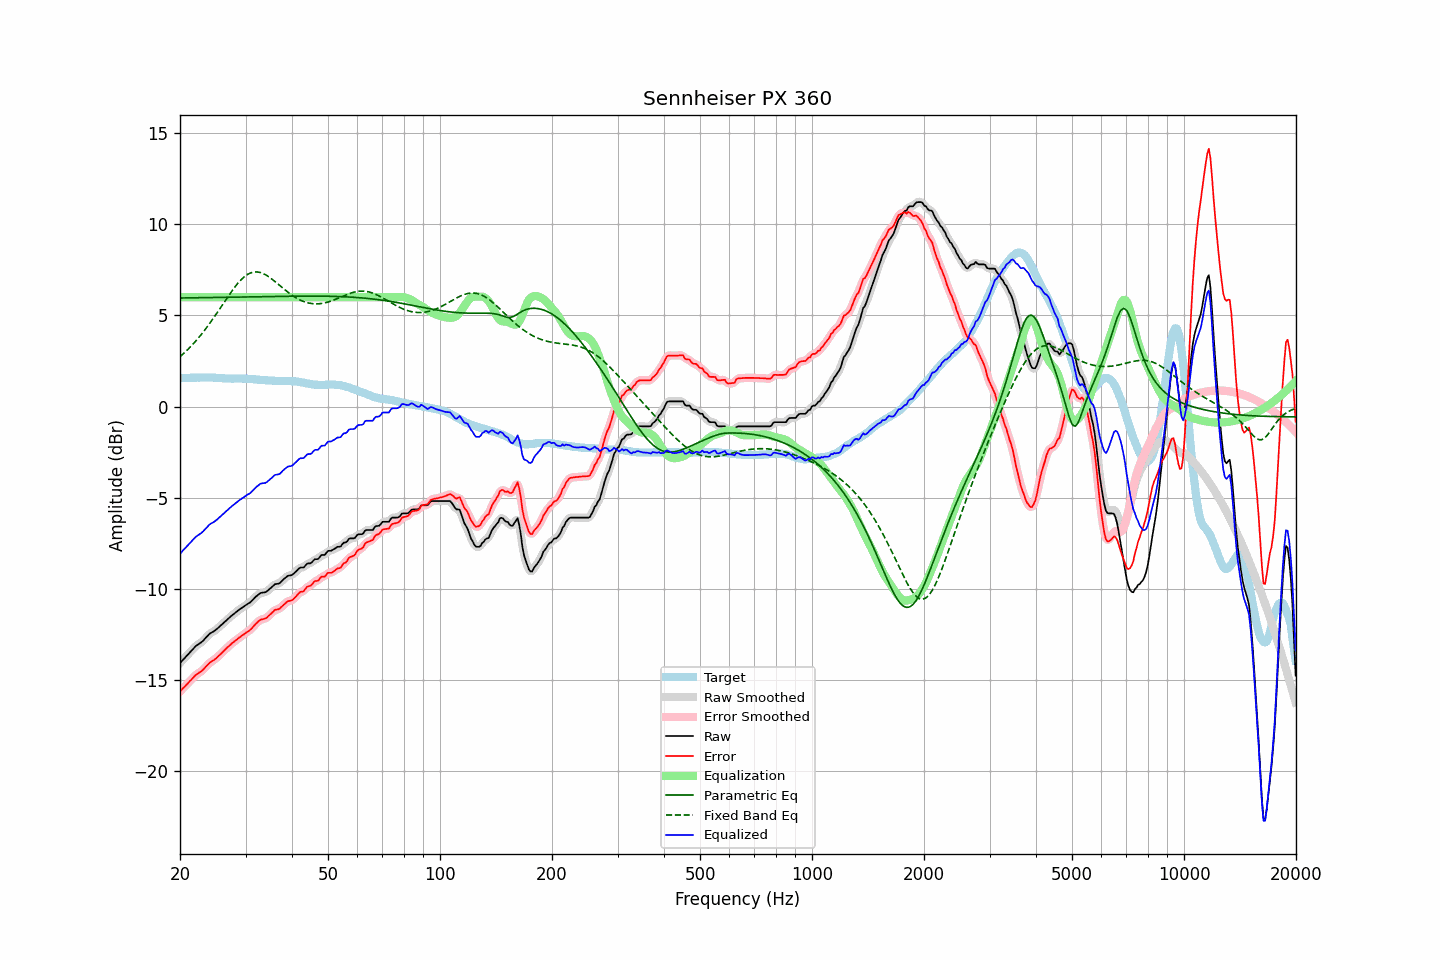 Sennheiser PX 360
15
10
5
0
−5
−10
−15
−20
Amplitude (dBr)
Target
Raw Smoothed
Error Smoothed
Raw
Error
Equalization
Parametric Eq
Fixed Band Eq
Equalized
20 50 100 200 500 1000 2000 5000 10000 20000
Frequency (Hz)